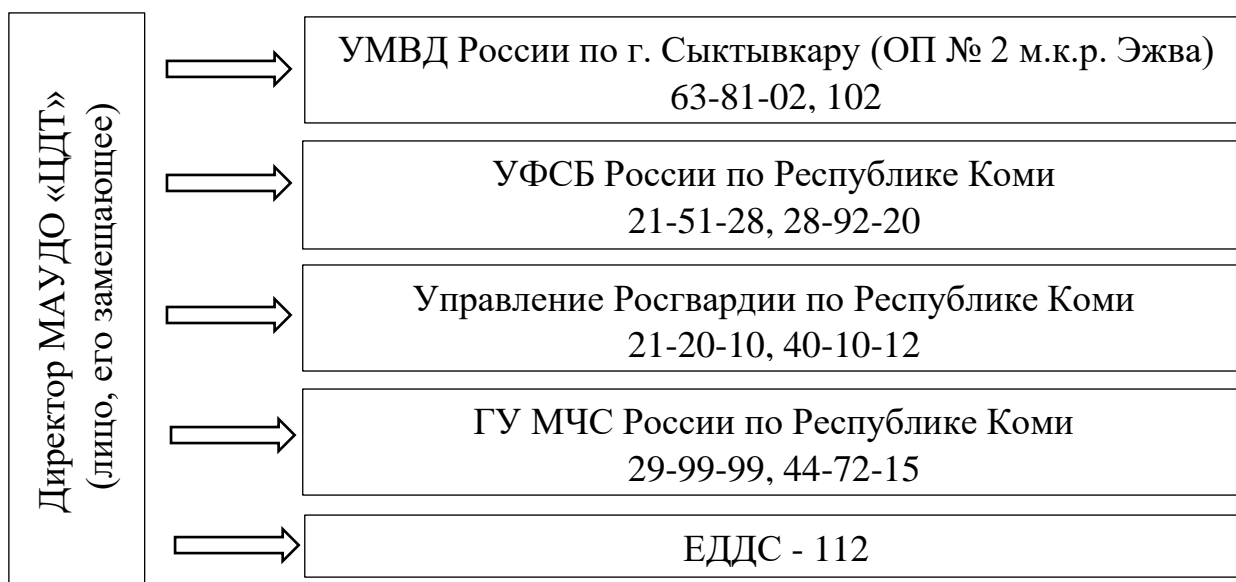 Директор МАУДО «ЦДТ»
(лицо, его замещающее)
УМВД России по г. Сыктывкару (ОП № 2 м.к.р. Эжва)
63-81-02, 102
УФСБ России по Республике Коми
21-51-28, 28-92-20
Управление Росгвардии по Республике Коми
21-20-10, 40-10-12
ГУ МЧС России по Республике Коми
29-99-99, 44-72-15
ЕДДС - 112